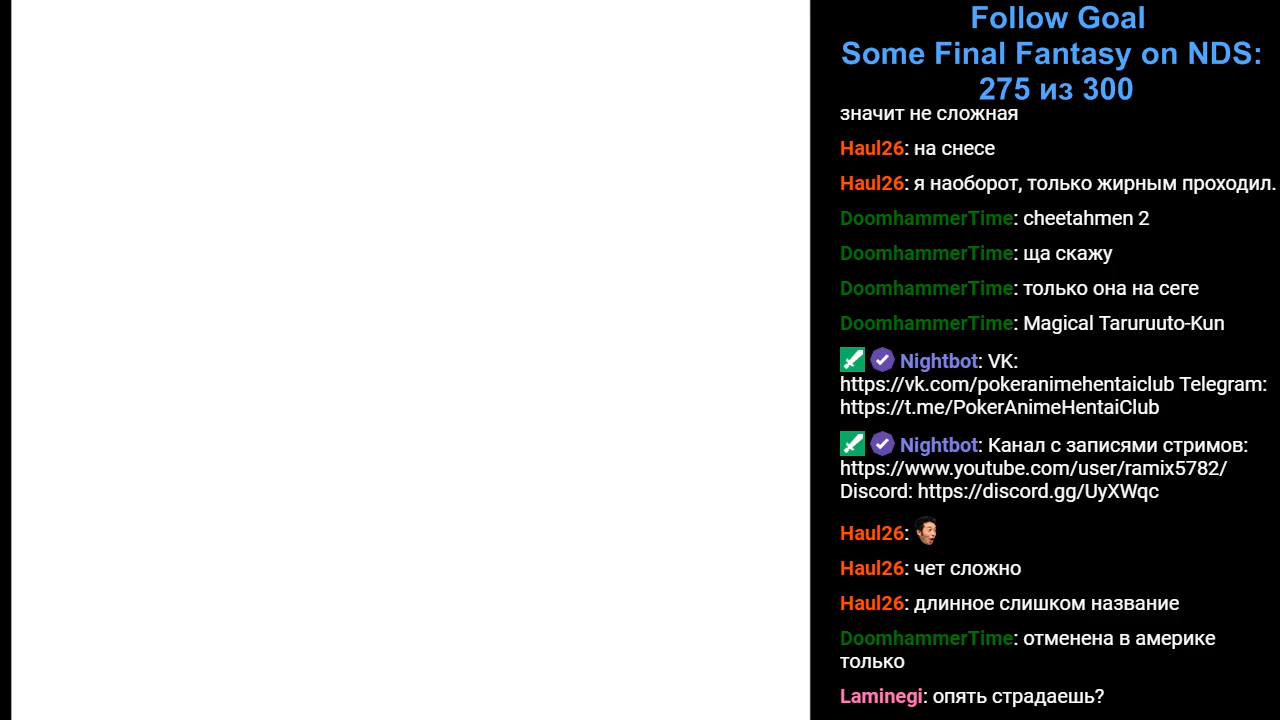 Follow Goal
Some Final Fantasy on NDS:
275 из 300
значит не сложная
Haul26: на снесе
Haul26: я наоборот, только жирным проходил.
DoomhammerTime: cheetahmen 2
DoomhammerTime: ща скажу
DoomhammerTime: только она на сеге
DoomhammerTime: Magical Taruruuto-Kun
Nightbot: VK:
https://vk.com/pokeranimehentaiclub Telegram:
https://t.me/PokerAnimeHentaiClub
Nightbot: Канал с записями стримов:
https://www.youtube.com/user/ramix5782/
Discord: https://discord.gg/UyXWqc
Haul26:
Haul26: чет сложно
Haul26: длинное слишком название
DoomhammerTime: отменена в америке
только
Laminegi: опять страдаешь?